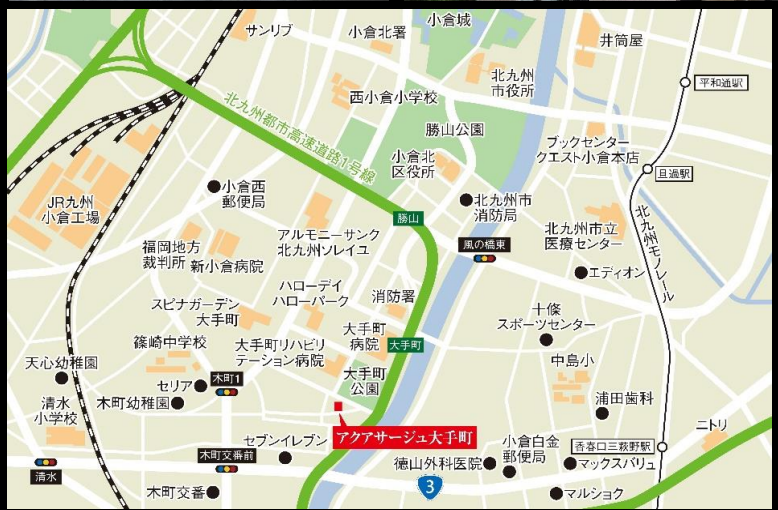 サンリブ
小倉北署
小倉城
井筒屋
北九州
市役所
平和通駅
西小倉小学校
勝山公園
北九州都市高速道路1号線
小倉北
区役所
ブックセンター
クエスト小倉本店
旦過駅
JR九州
小倉工場
小倉西
郵便局
北九州市
消防局
勝山
アルモニーサンク
北九州ソレイユ
風の橋東
北九州市立
医療センター
北九州モノレール
福岡地方
裁判所
新小倉病院
エディオン
ハローデイ
ハローパーク
消防署
スピナガーデン
大手町
十條
スポーツセンター
篠崎中学校
大手町リハビリ
テーション病院
大手町
病院
大手町
天心幼稚園
セリア
木町1
大手町
公園
中島小
清水
小学校
木町幼稚園
浦田歯科
アクアサージュ大手町
ニトリ
セブンイレブン
木町交番前
小倉白金
郵便局
香春口三萩野駅
清水
徳山外科医院
マックスバリュ
木町交番
3
マルショク